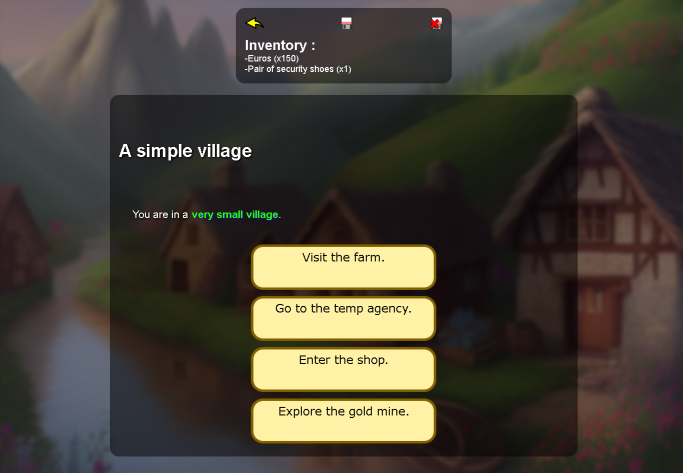 Inventory :
-Euros (x150)
-Pair of security shoes (x1)
A simple village
You are in a very small village.
Visit the farm.
Go to the temp agency.
Enter the shop.
Explore the gold mine.